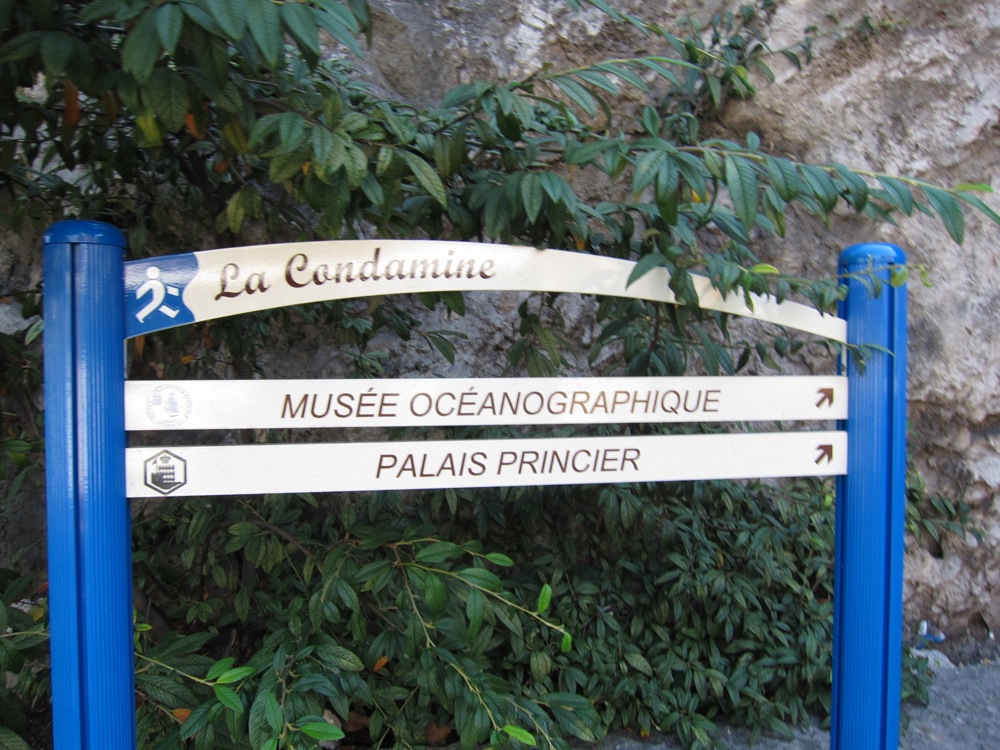 La Condamine
MUSÉE OCÉANOGRAPHIQUE
PALAIS PRINCIER